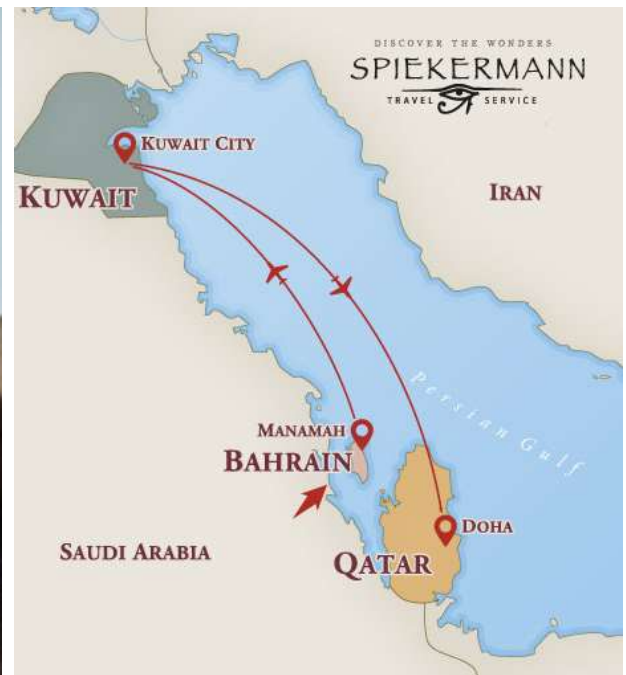 DISCOVER THE WONDERS
SPIEKERMANN
TRAVEL SERVICE
KUWAIT CITY
KUWAIT
IRAN
Persian Gulf
MANAMAH
BAHRAIN
DOHA
SAUDI ARABIA
QATAR